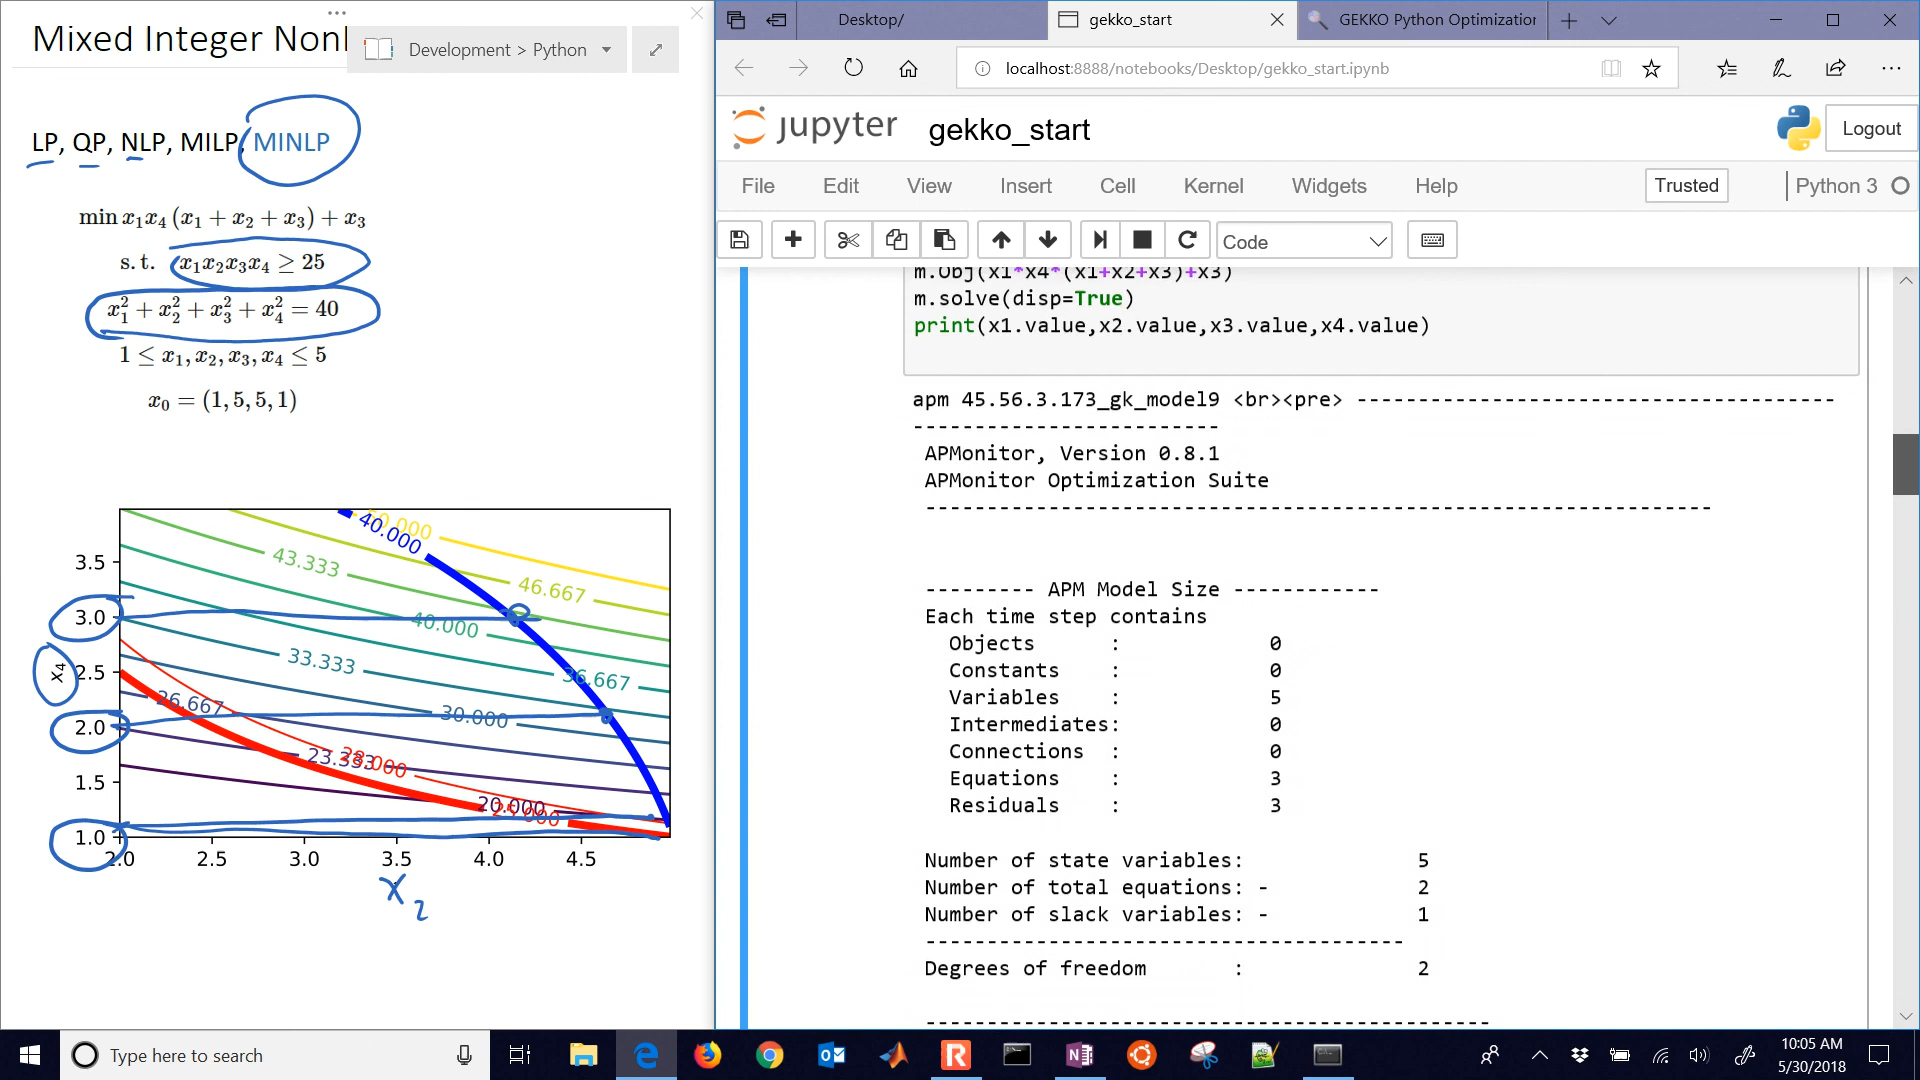 Mixed Integer Nonl
Development > Python
LP, QP, NLP, MILP, MINLP
min x₁x₄ (x₁ + x₂ + x₃) + x₃
s.t. x₁x₂x₃x₄ ≥ 25
x₁² + x₂² + x₃² + x₄² = 40
1 ≤ x₁, x₂, x₃, x₄ ≤ 5
x₀ = (1, 5, 5, 1)
40.000
50.000
43.333
46.667
40.000
33.333
36.667
26.667
30.000
23.333
28.000
20.000
25.000
3.5
3.0
2.5
2.0
1.5
1.0
x₄
2.0 2.5 3.0 3.5 4.0 4.5
x₂
Desktop/
gekko_start
GEKKO Python Optimization
localhost:8888/notebooks/Desktop/gekko_start.ipynb
jupyter gekko_start
Logout
File Edit View Insert Cell Kernel Widgets Help
Trusted
Python 3
Code
m.Obj(x1*x4*(x1+x2+x3)+x3)
m.solve(disp=True)
print(x1.value,x2.value,x3.value,x4.value)
apm 45.56.3.173_gk_model9 <br><pre> ---------------------------------------
-------------------------
APMonitor, Version 0.8.1
APMonitor Optimization Suite
----------------------------------------------------------------
--------- APM Model Size ------------
Each time step contains
Objects : 0
Constants : 0
Variables : 5
Intermediates: 0
Connections : 0
Equations : 3
Residuals : 3
Number of state variables: 5
Number of total equations: - 2
Number of slack variables: - 1
---------------------------------------
Degrees of freedom : 2
----------------------------------------------
Type here to search
10:05 AM
5/30/2018